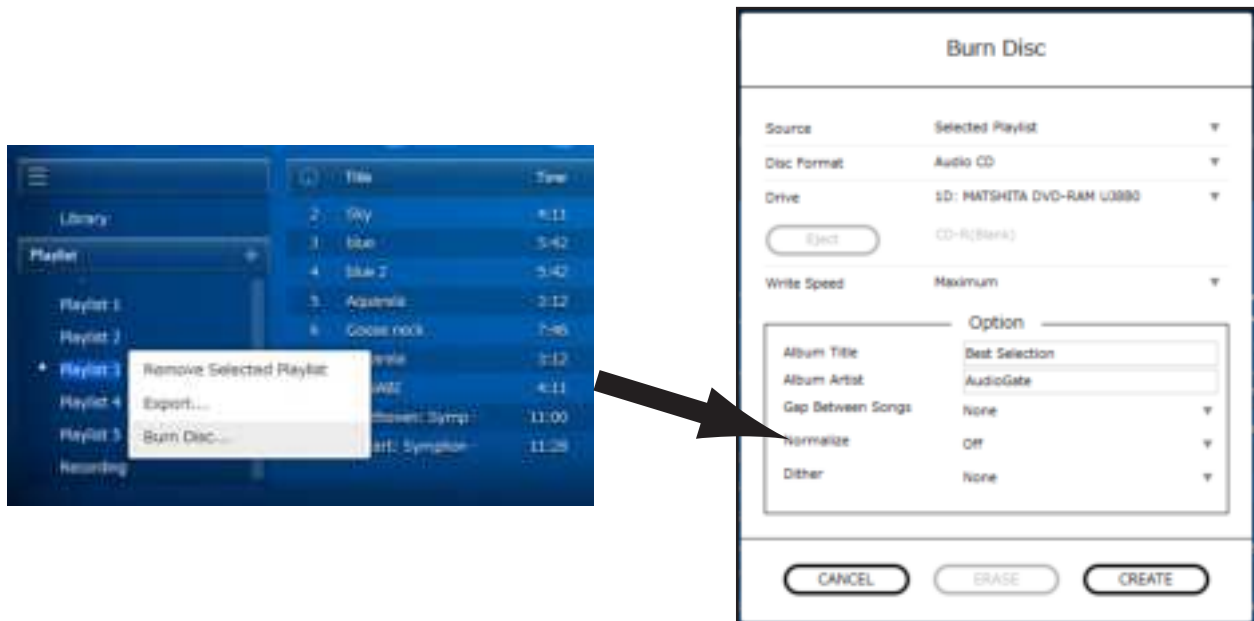 Title Time
Library
2 Sky 4:11
Playlist +
3 blue 5:42
4 blue 2 5:42
Playlist 1
5 Aquarela 3:12
Playlist 2
6 Goose neck 7:46
Playlist 3
3:12
Playlist 4
4:11
Playlist 5
11:00
Recording
11:28
Remove Selected Playlist
Export...
Burn Disc...
Burn Disc
Source Selected Playlist
Disc Format Audio CD
Drive 1D: MATSHITA DVD-RAM UJ880
Eject CD-R(Blank)
Write Speed Maximum
Option
Album Title Best Selection
Album Artist AudioGate
Gap Between Songs None
Normalize Off
Dither None
CANCEL ERASE CREATE